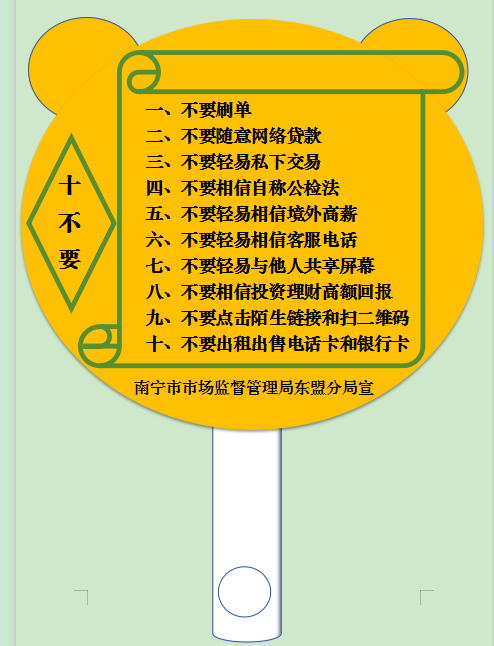 十不要
一、不要刷单
二、不要随意网络贷款
三、不要轻易私下交易
四、不要相信自称公检法
五、不要轻易相信境外高薪
六、不要轻易相信客服电话
七、不要轻易与他人共享屏幕
八、不要相信投资理财高额回报
九、不要点击陌生链接和扫二维码
十、不要出租出售电话卡和银行卡
南宁市市场监督管理局东盟分局宣